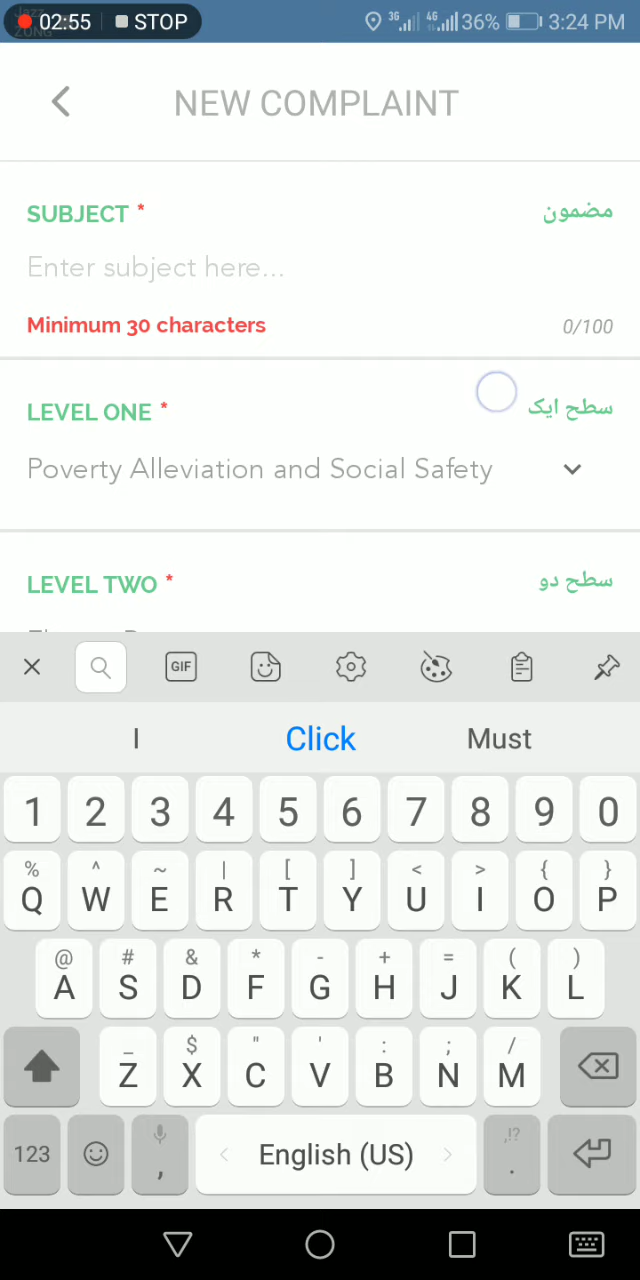 02:55 STOP 3G 4G 36% 3:24 PM
NEW COMPLAINT
SUBJECT * مضمون
Enter subject here...
Minimum 30 characters 0/100
LEVEL ONE * سطح ایک
Poverty Alleviation and Social Safety
LEVEL TWO * سطح دو
GIF
I Click Must
1 2 3 4 5 6 7 8 9 0
% ^ ~ | [ ] < > { }
Q W E R T Y U I O P
@ # & * - + = ( )
A S D F G H J K L
_ $ " ' : ; /
Z X C V B N M
123 , English (US) ,!? .